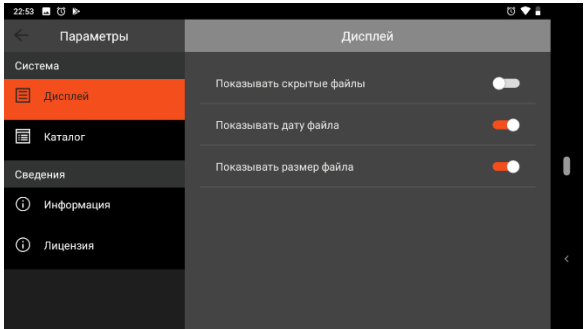 22:53
Параметры
Дисплей
Система
Дисплей
Каталог
Сведения
Информация
Лицензия
Показывать скрытые файлы
Показывать дату файла
Показывать размер файла